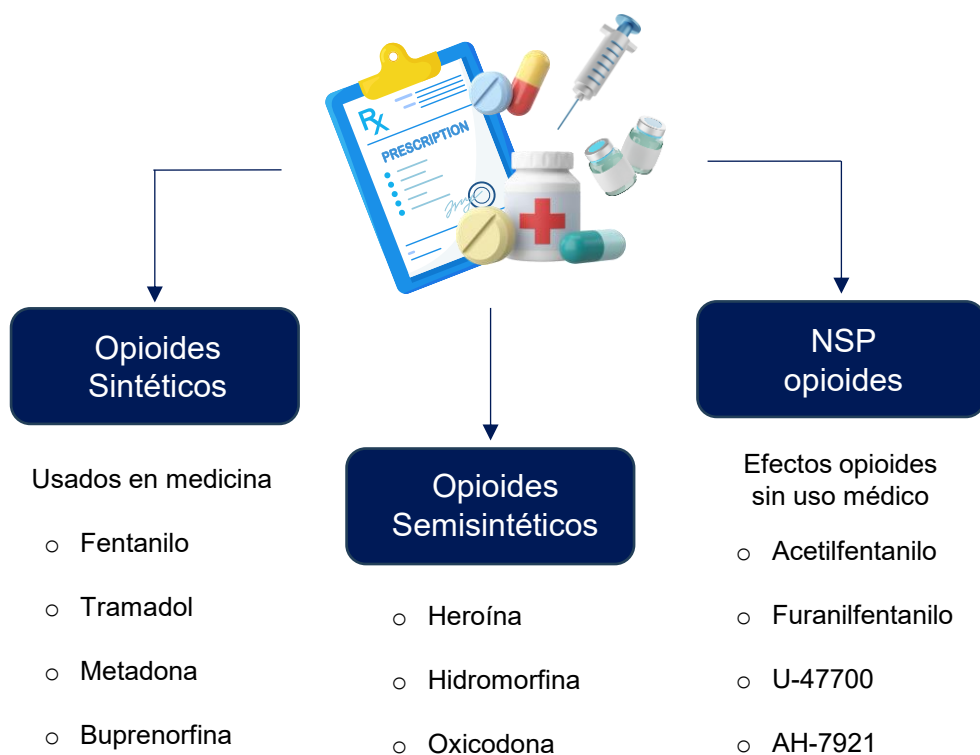 Rx
PRESCRIPTION
Opioides
Sintéticos
Usados en medicina
Fentanilo
Tramadol
Metadona
Buprenorfina
Opioides
Semisintéticos
Heroína
Hidromorfina
Oxicodona
NSP
opioides
Efectos opioides
sin uso médico
Acetilfentanilo
Furanilfentanilo
U-47700
AH-7921